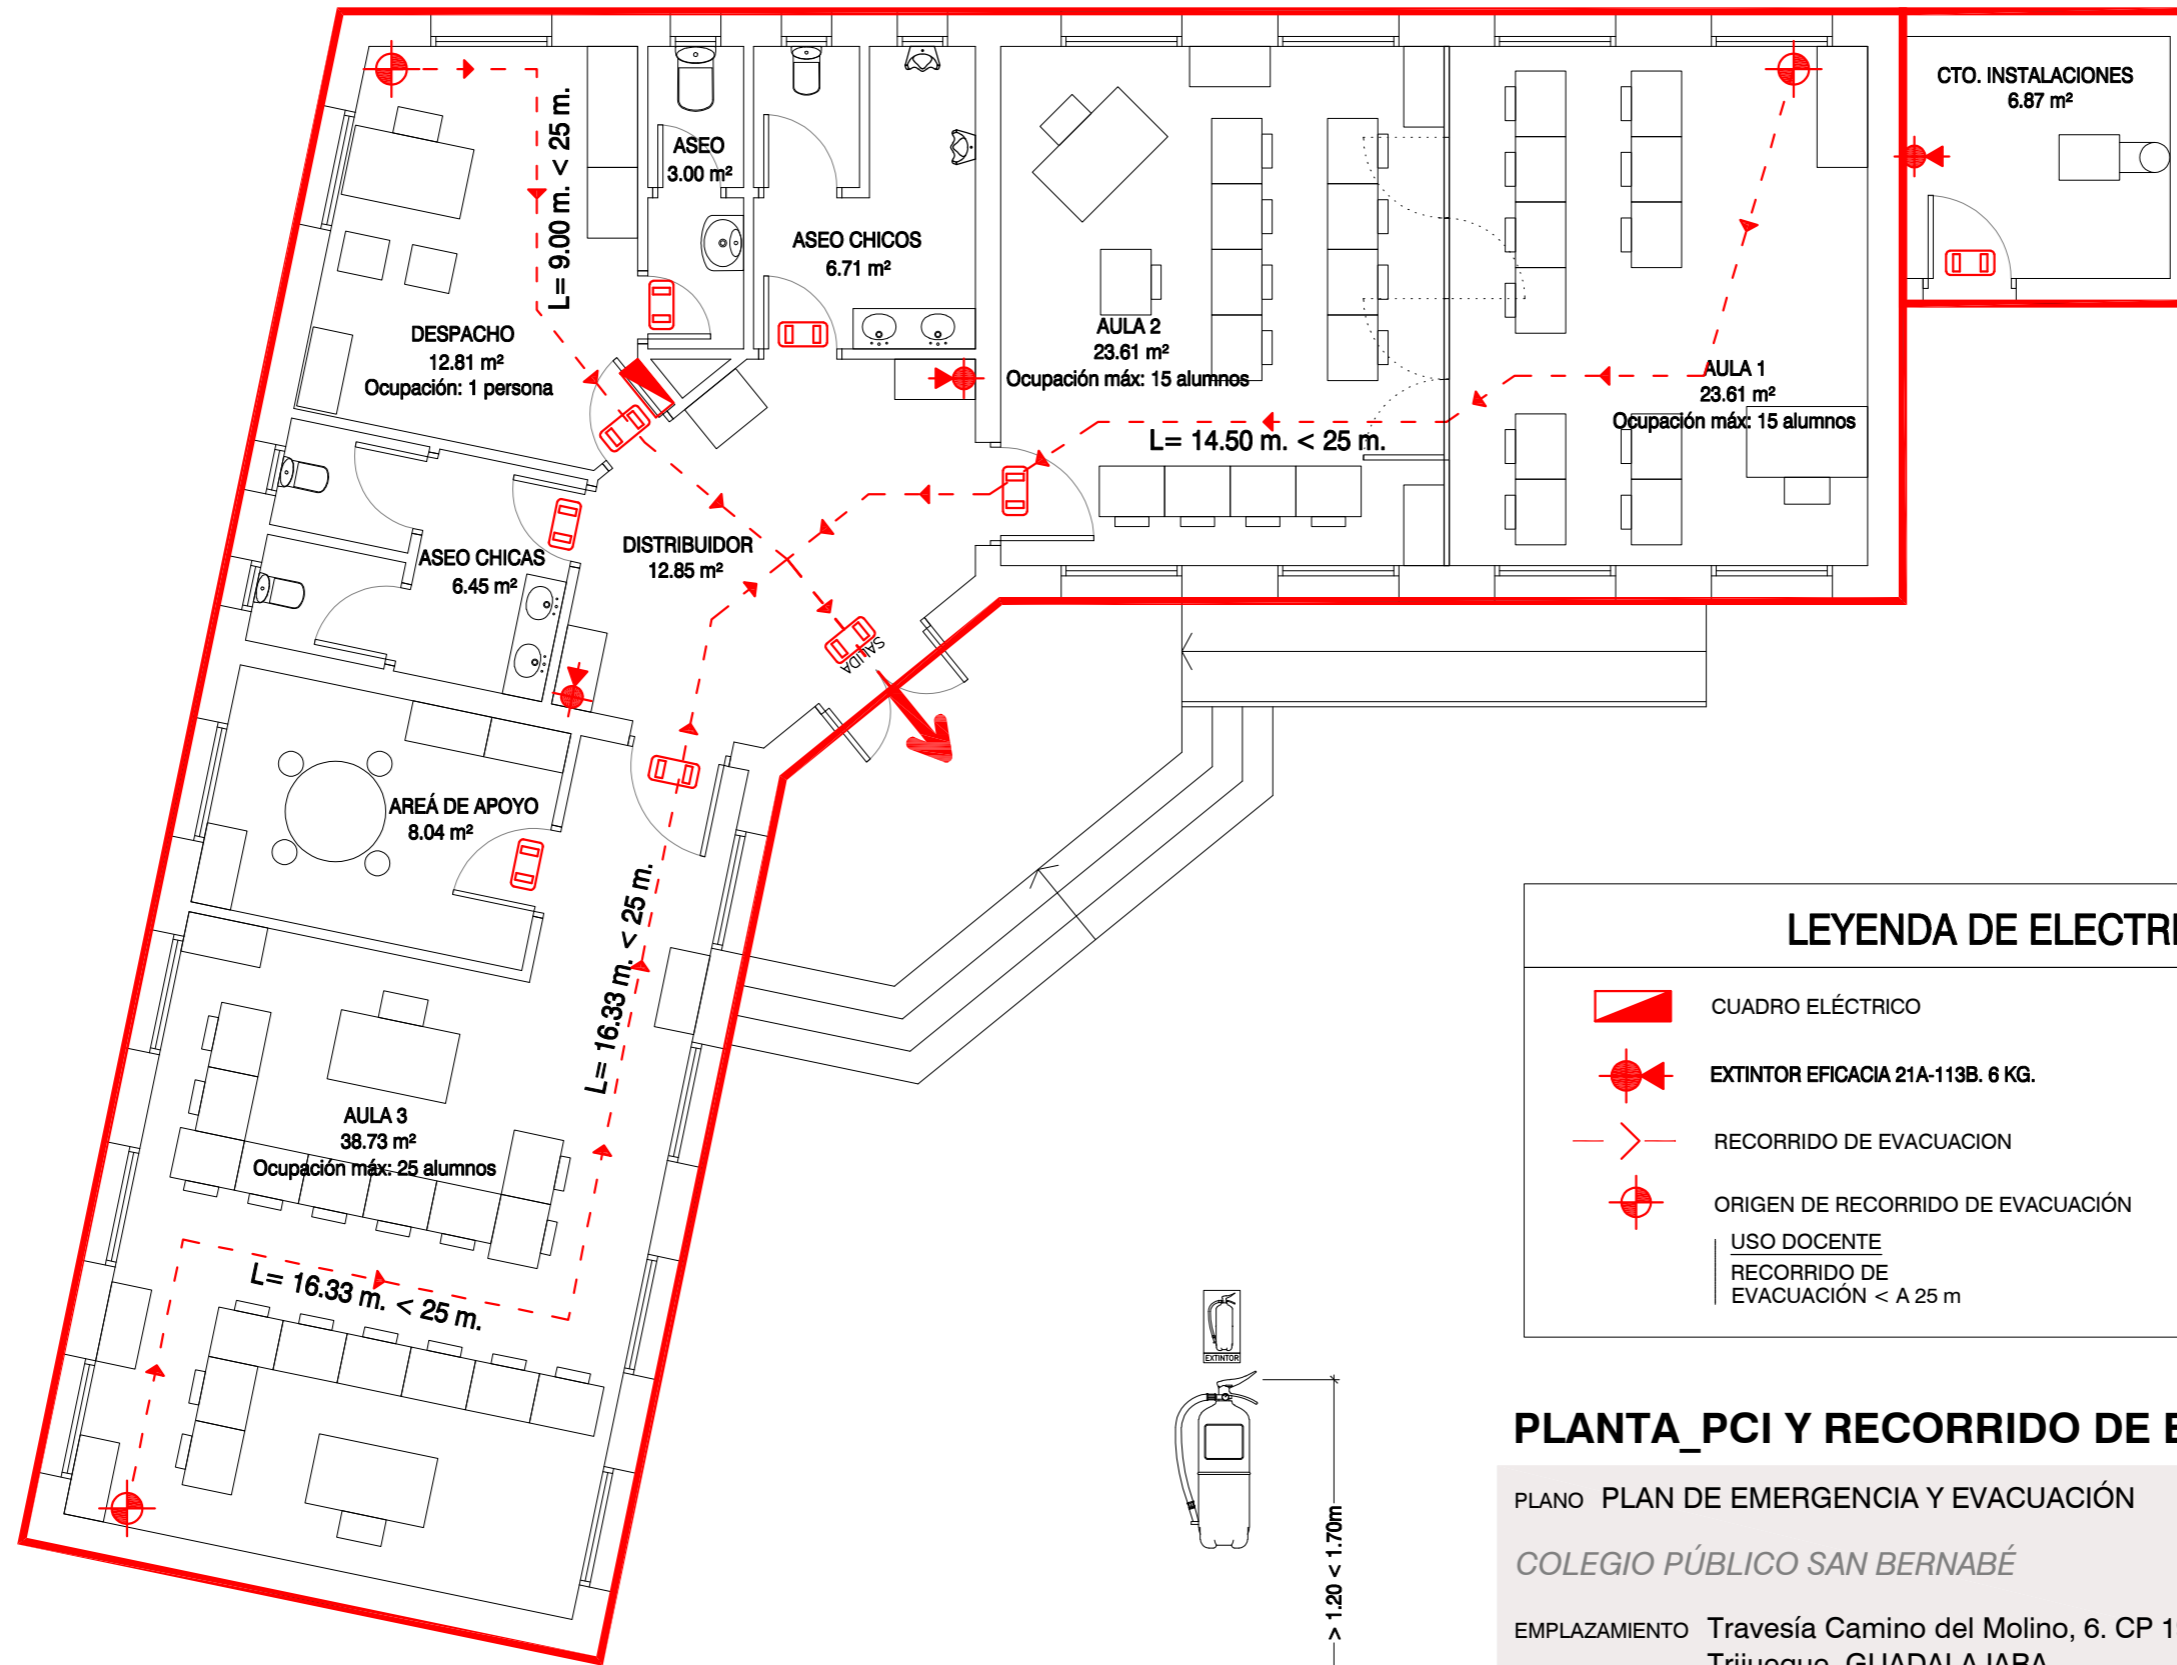 CTO. INSTALACIONES
6.87 m²
L= 9.00 m. < 25 m.
ASEO
3.00 m²
ASEO CHICOS
6.71 m²
DESPACHO
12.81 m²
Ocupación: 1 persona
AULA 2
23.61 m²
Ocupación máx: 15 alumnos
AULA 1
23.61 m²
Ocupación máx: 15 alumnos
L= 14.50 m. < 25 m.
ASEO CHICAS
6.45 m²
DISTRIBUIDOR
12.85 m²
SALIDA
AREÁ DE APOYO
8.04 m²
L= 16.33 m. < 25 m.
AULA 3
38.73 m²
Ocupación máx: 25 alumnos
L= 16.33 m. < 25 m.
LEYENDA DE ELECTRI
CUADRO ELÉCTRICO
EXTINTOR EFICACIA 21A-113B. 6 KG.
RECORRIDO DE EVACUACION
ORIGEN DE RECORRIDO DE EVACUACIÓN
USO DOCENTE
RECORRIDO DE
EVACUACIÓN < A 25 m
EXTINTOR
> 1.20 < 1.70m
PLANTA_PCI Y RECORRIDO DE E
PLANO PLAN DE EMERGENCIA Y EVACUACIÓN
COLEGIO PÚBLICO SAN BERNABÉ
EMPLAZAMIENTO Travesía Camino del Molino, 6. CP 1
Trijueque. GUADALAJARA